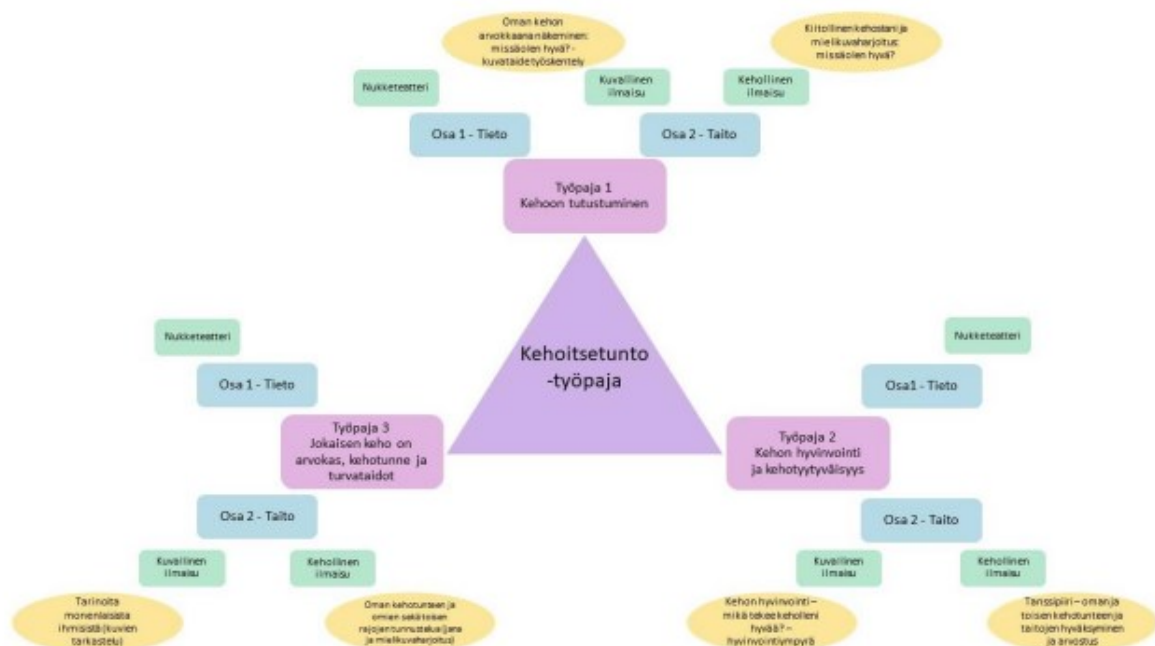 Oman kehon
arvokkaana näkeminen:
missä olen hyvä? -
kuvataidetyöskentely
Kiitollinen kehostani ja
mielikuvaharjoitus:
missä olen hyvä?
Nukketeatteri
Kuvallinen
ilmaisu
Kehollinen
ilmaisu
Osa 1 - Tieto
Osa 2 - Taito
Työpaja 1
Kehoon tutustuminen
Kehoitsetunto
-työpaja
Nukketeatteri
Osa 1 - Tieto
Työpaja 3
Jokaisen keho on
arvokas, kehotunne ja
turvataidot
Osa 2 - Taito
Kuvallinen
ilmaisu
Kehollinen
ilmaisu
Tarinoita
monenlaisista
ihmisistä (kuvien
tarkastelu)
Oman kehotunteen ja
omien sekä toisen
rajojen tunnustelua (jana
ja mielikuvaharjoitus)
Nukketeatteri
Osa1 - Tieto
Työpaja 2
Kehon hyvinvointi
ja kehotyytyväisyys
Osa 2 - Taito
Kuvallinen
ilmaisu
Kehollinen
ilmaisu
Kehon hyvinvointi –
mikä tekee keholleni
hyvää? –
hyvinvointiympyrä
Tanssipiiri – oman ja
toisen kehotunteen ja
taitojen hyväksyminen
ja arvostus